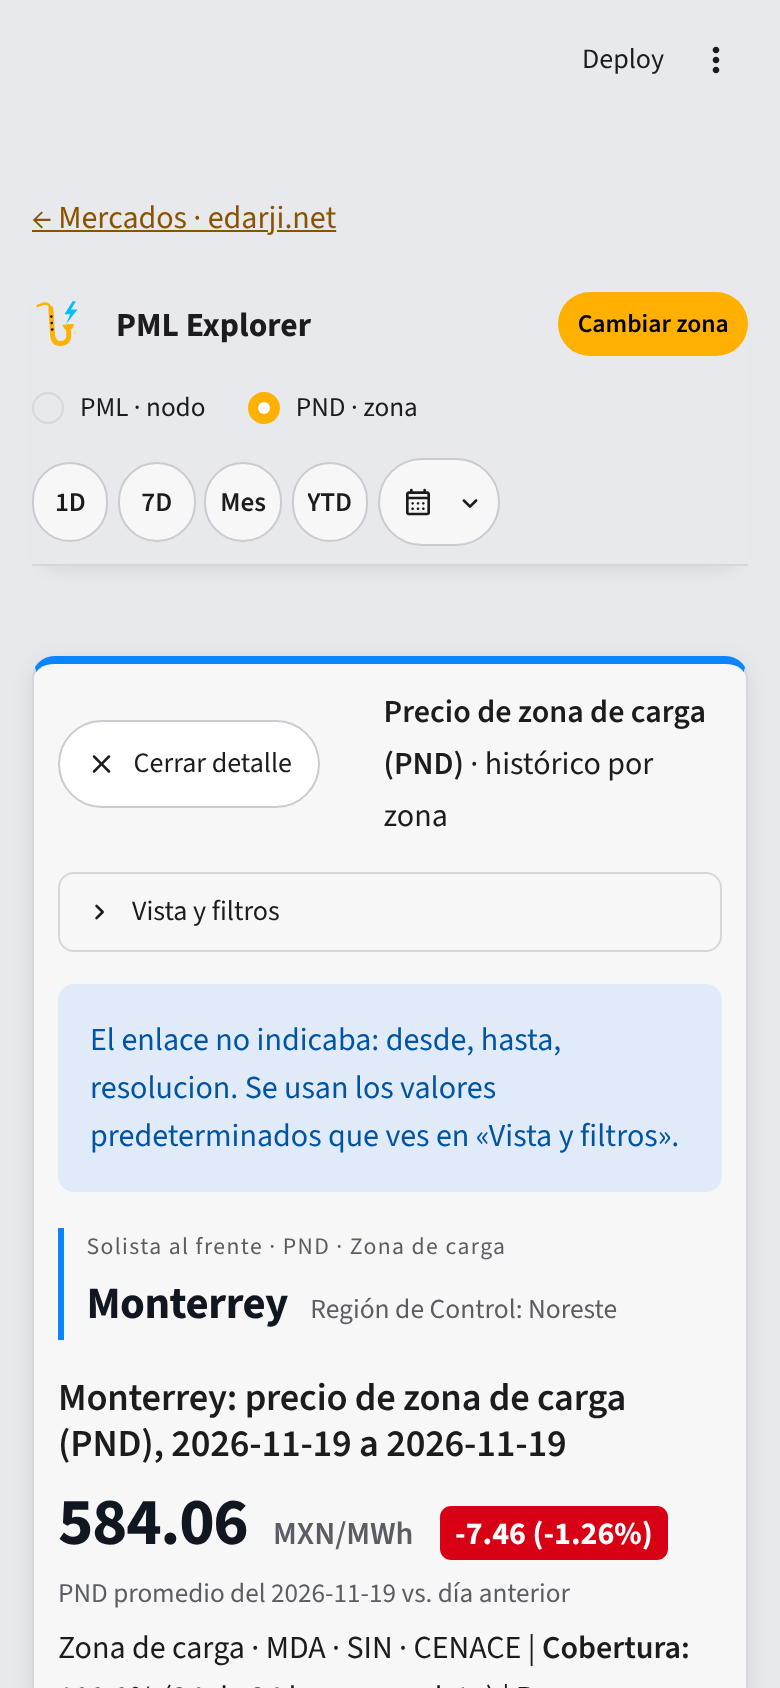 Deploy
← Mercados · edarji.net
PML Explorer
Cambiar zona
PML · nodo
PND · zona
1D
7D
Mes
YTD
Cerrar detalle
Precio de zona de carga
(PND) · histórico por
zona
Vista y filtros
El enlace no indicaba: desde, hasta,
resolucion. Se usan los valores
predeterminados que ves en «Vista y filtros».
Solista al frente · PND · Zona de carga
Monterrey Región de Control: Noreste
Monterrey: precio de zona de carga
(PND), 2026-11-19 a 2026-11-19
584.06 MXN/MWh -7.46 (-1.26%)
PND promedio del 2026-11-19 vs. día anterior
Zona de carga · MDA · SIN · CENACE | Cobertura: